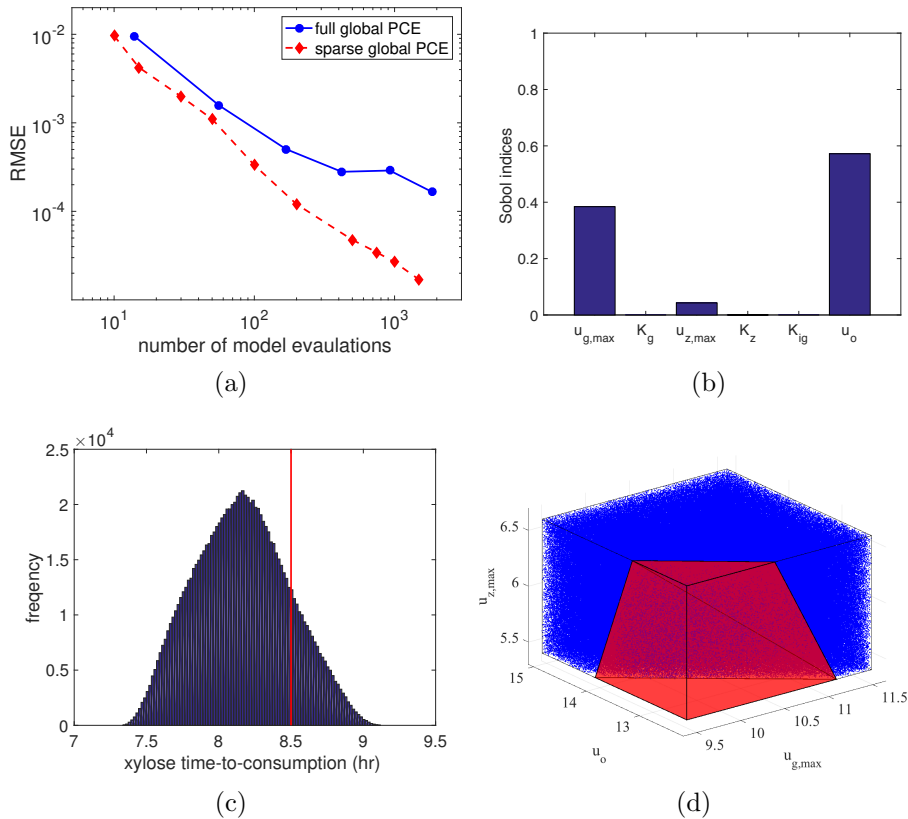 10^-2
10^-3
10^-4
RMSE
full global PCE
sparse global PCE
10^1
10^2
10^3
number of model evaulations
(a)
1
0.8
0.6
0.4
0.2
0
Sobol indices
u_g,max
K_g
u_z,max
K_z
K_ig
u_o
(b)
×10^4
2.5
2
1.5
1
0.5
0
freqency
7
7.5
8
8.5
9
9.5
xylose time-to-consumption (hr)
(c)
6.5
6
5.5
u_z,max
15
14
13
u_o
9.5
10
10.5
11
11.5
u_g,max
(d)